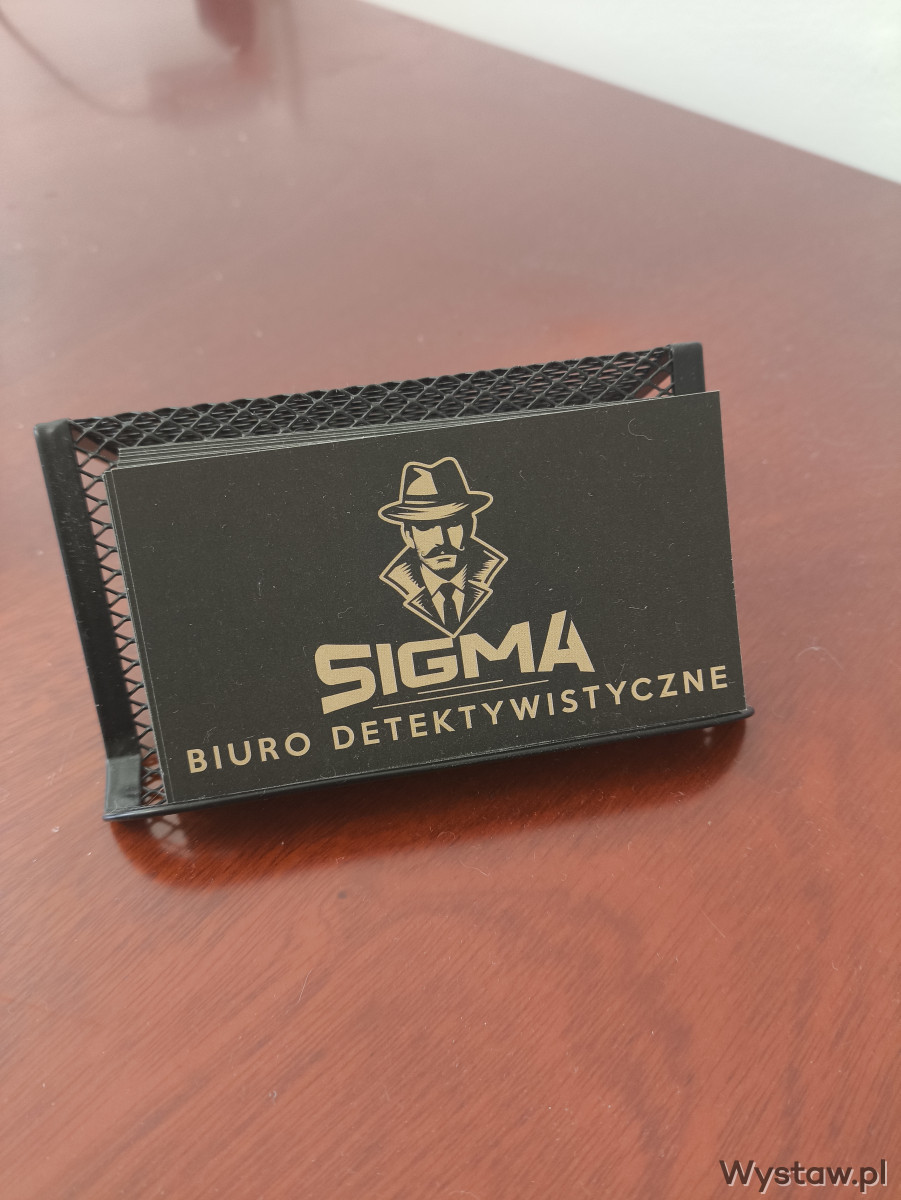 SIGMA
BIURO DETEKTYWISTYCZNE
Wystaw.pl